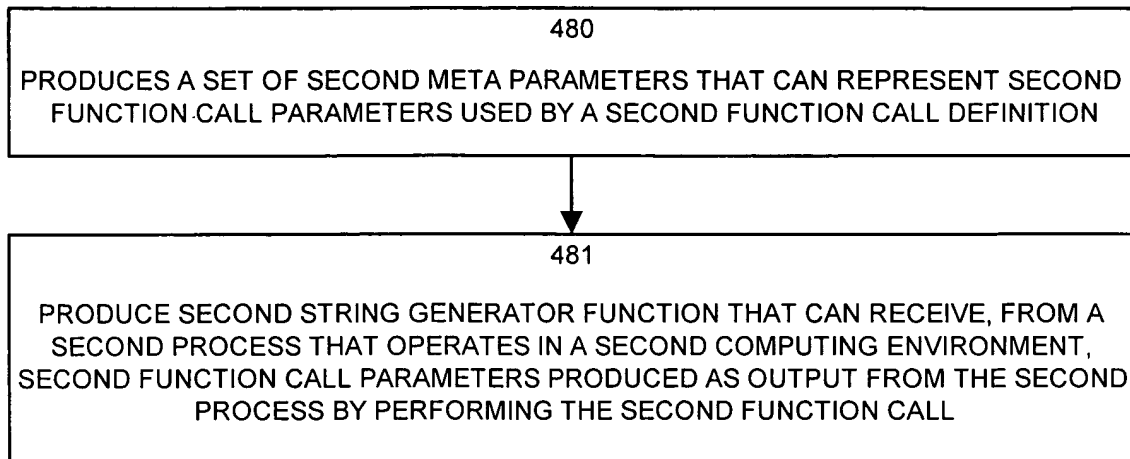 480
PRODUCES A SET OF SECOND META PARAMETERS THAT CAN REPRESENT SECOND
FUNCTION CALL PARAMETERS USED BY A SECOND FUNCTION CALL DEFINITION
481
PRODUCE SECOND STRING GENERATOR FUNCTION THAT CAN RECEIVE, FROM A
SECOND PROCESS THAT OPERATES IN A SECOND COMPUTING ENVIRONMENT,
SECOND FUNCTION CALL PARAMETERS PRODUCED AS OUTPUT FROM THE SECOND
PROCESS BY PERFORMING THE SECOND FUNCTION CALL